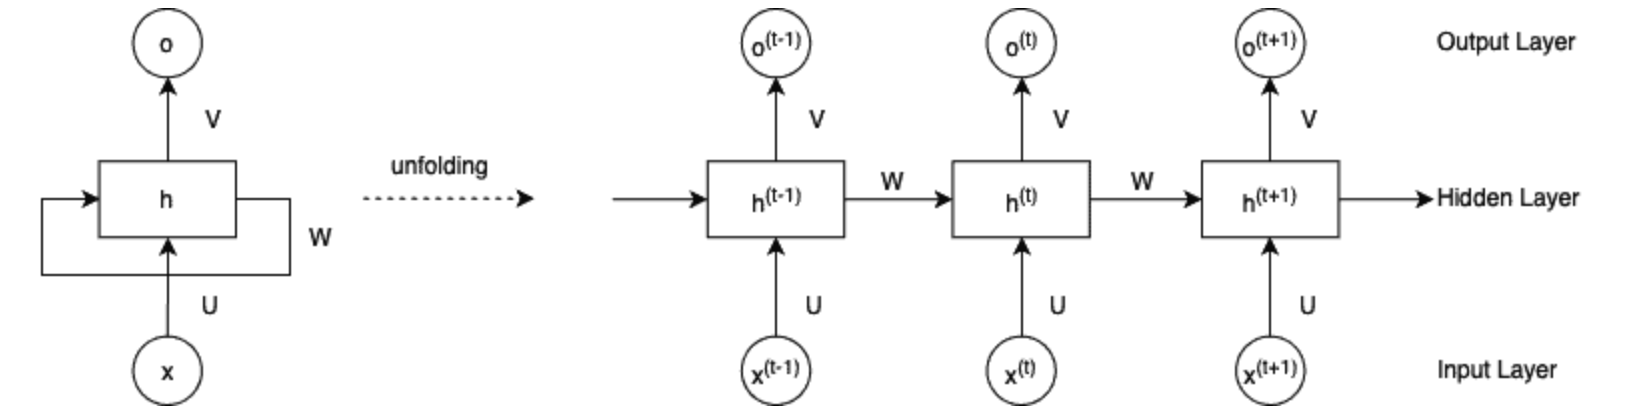 o
o(t-1)
o(t)
o(t+1)
Output Layer
V
V
V
V
unfolding
h
W
h(t-1)
W
h(t)
W
h(t+1)
Hidden Layer
U
U
U
U
x
x(t-1)
x(t)
x(t+1)
Input Layer